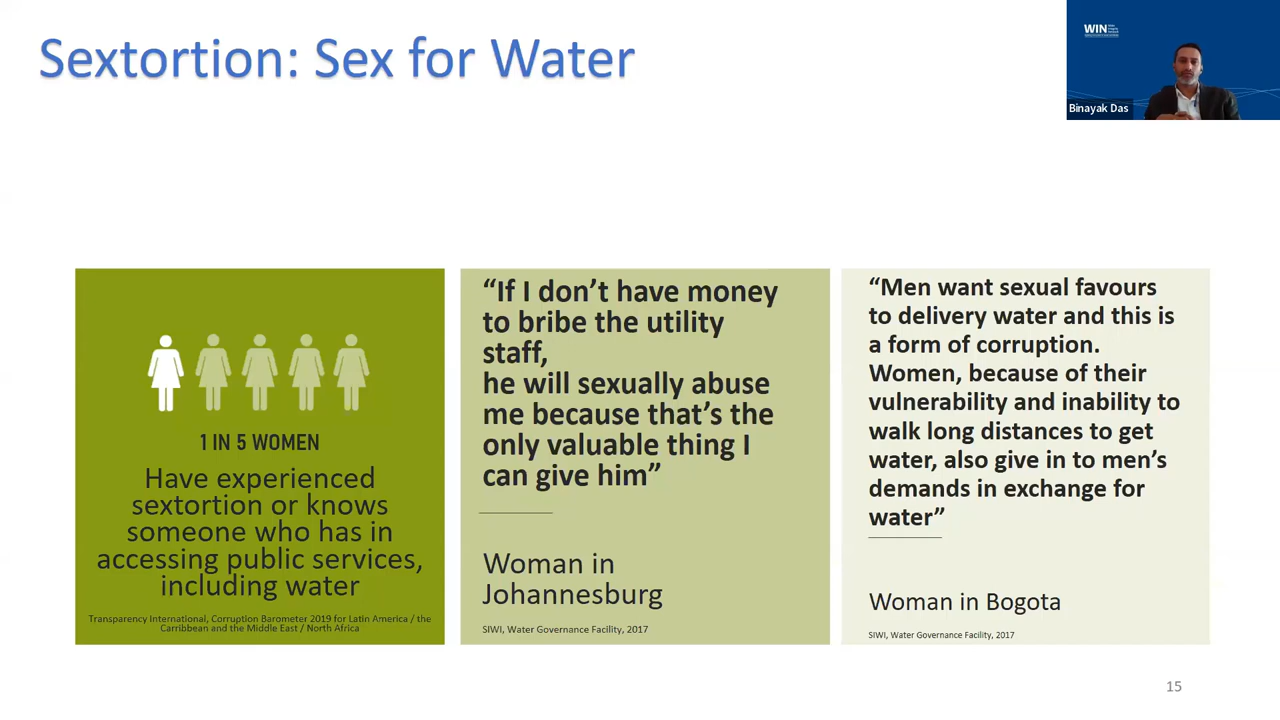 Sextortion: Sex for Water
WIN
Binayak Das
1 IN 5 WOMEN
Have experienced
sextortion or knows
someone who has in
accessing public services,
including water
Transparency International, Corruption Barometer 2019 for Latin America / the
Carribbean and the Middle East / North Africa
“If I don’t have money
to bribe the utility
staff,
he will sexually abuse
me because that’s the
only valuable thing I
can give him”
Woman in
Johannesburg
SIWI, Water Governance Facility, 2017
“Men want sexual favours
to delivery water and this is
a form of corruption.
Women, because of their
vulnerability and inability to
walk long distances to get
water, also give in to men’s
demands in exchange for
water”
Woman in Bogota
SIWI, Water Governance Facility, 2017
15